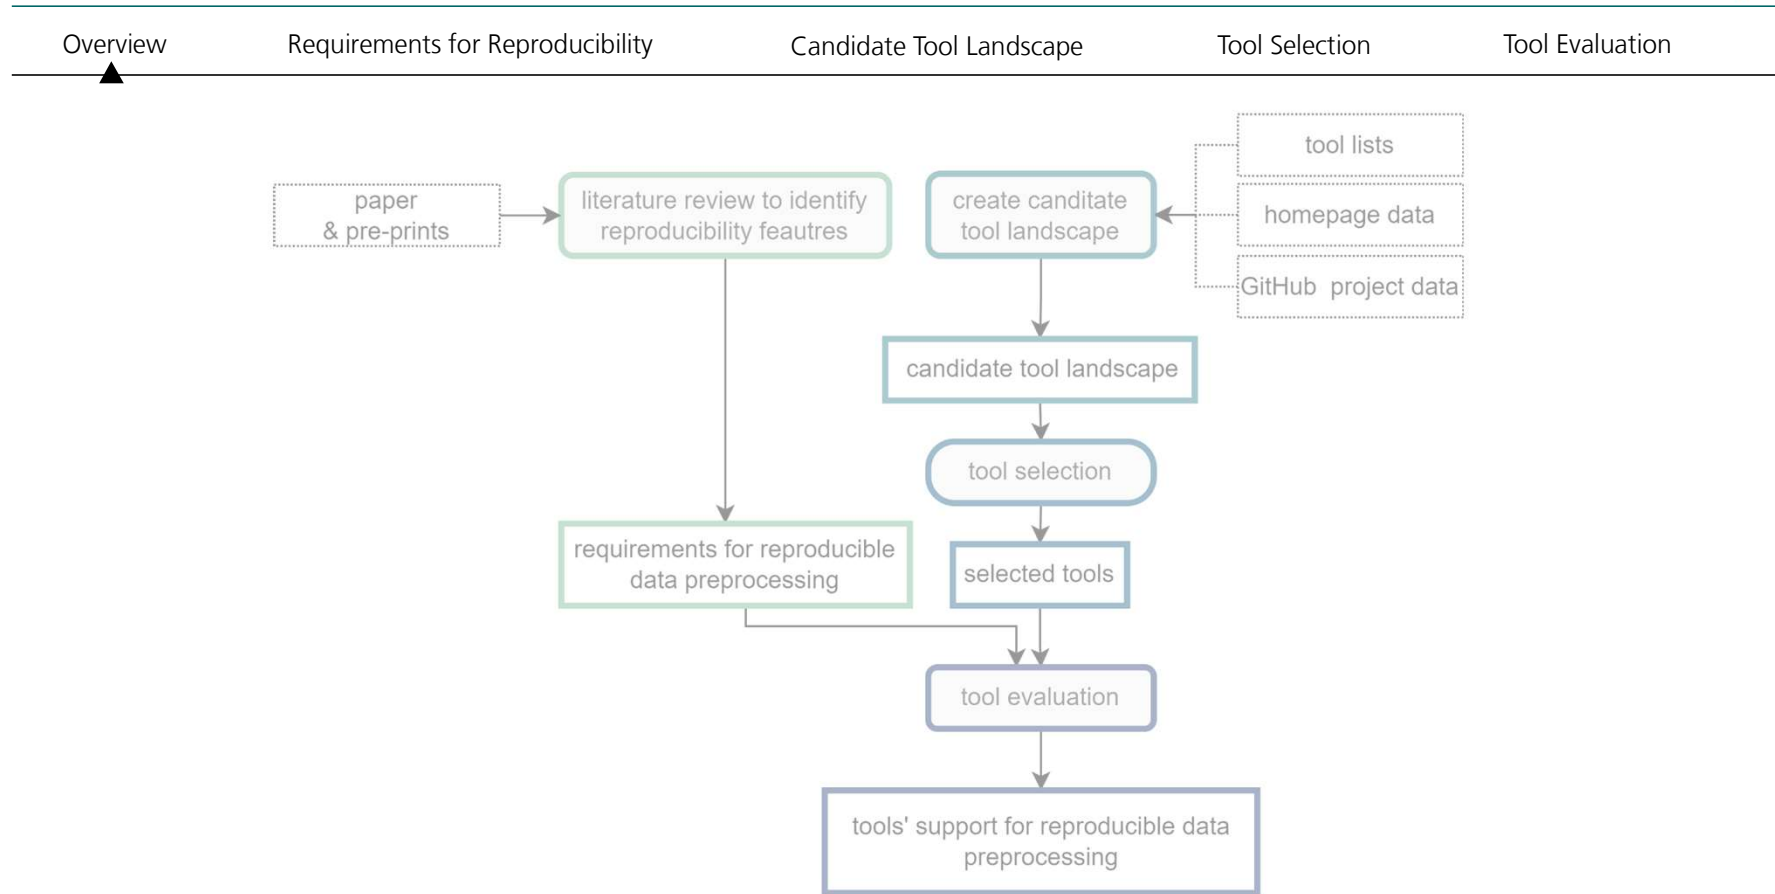 Overview
Requirements for Reproducibility
Candidate Tool Landscape
Tool Selection
Tool Evaluation
paper
& pre-prints
literature review to identify
reproducibility feautres
create canditate
tool landscape
tool lists
homepage data
GitHub project data
candidate tool landscape
tool selection
requirements for reproducible
data preprocessing
selected tools
tool evaluation
tools' support for reproducible data
preprocessing